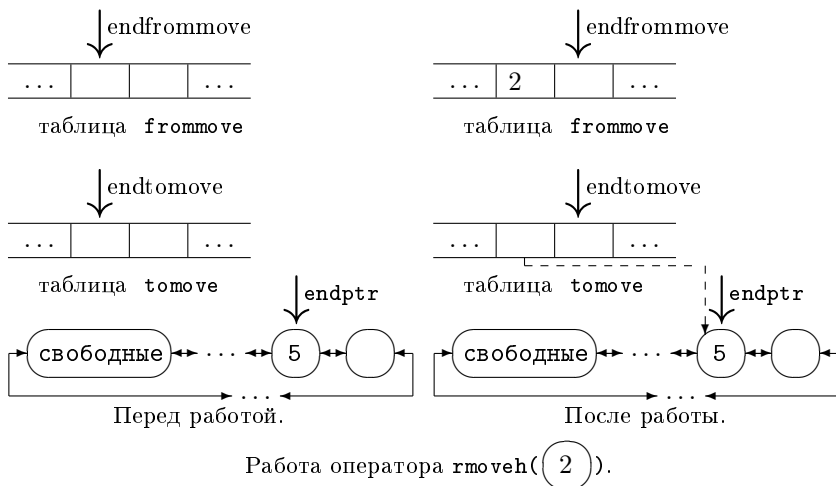 endfrommove endfrommove
... ... ... 2 ...
таблица frommove таблица frommove
endtomove endtomove
... ... ... ...
таблица tomove таблица tomove
endptr endptr
свободные ... 5 свободные ... 5
... ...
Перед работой. После работы.
Работа оператора rmoveh( 2 ).